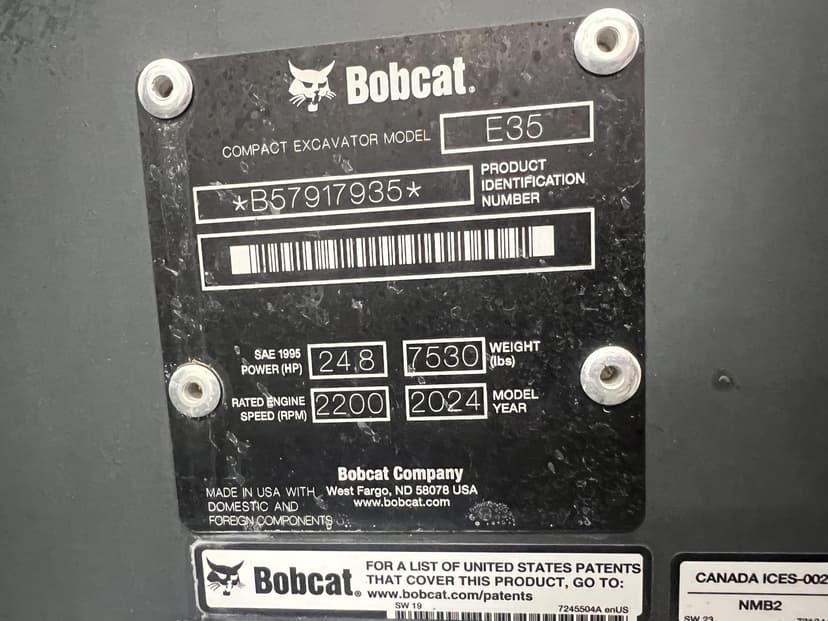 Bobcat.
COMPACT EXCAVATOR MODEL E35
*B57917935* PRODUCT
IDENTIFICATION
NUMBER
SAE 1995
POWER (HP) 24.8 7530 WEIGHT
(lbs)
RATED ENGINE
SPEED (RPM) 2200 2024 MODEL
YEAR
Bobcat Company
West Fargo, ND 58078 USA
www.bobcat.com
MADE IN USA WITH
DOMESTIC AND
FOREIGN COMPONENTS
Bobcat.
FOR A LIST OF UNITED STATES PATENTS
THAT COVER THIS PRODUCT, GO TO:
www.bobcat.com/patents
SW 19 7245504A enUS
CANADA ICES-002
NMB2
SW 23